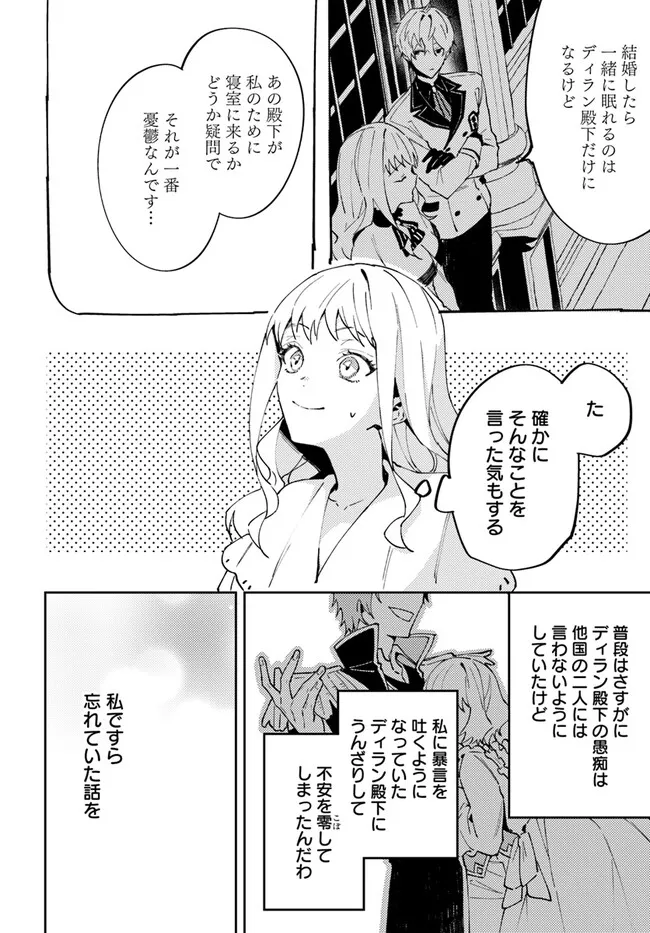 結婚したら
一緒に眠れるのは
ディラン殿下だけに
なるけど
あの殿下が
私のために
寝室に来るか
どうか疑問で
それが一番
憂鬱なんです…
た
確かに
そんなことを
言った気もする
普段はさすがに
ディラン殿下の愚痴は
他国の二人には
言わないように
していたけど
私に暴言を
吐くように
なっていた
ディラン殿下に
うんざりして
不安を零して
こぼ
しまったんだわ
私ですら
忘れていた話を